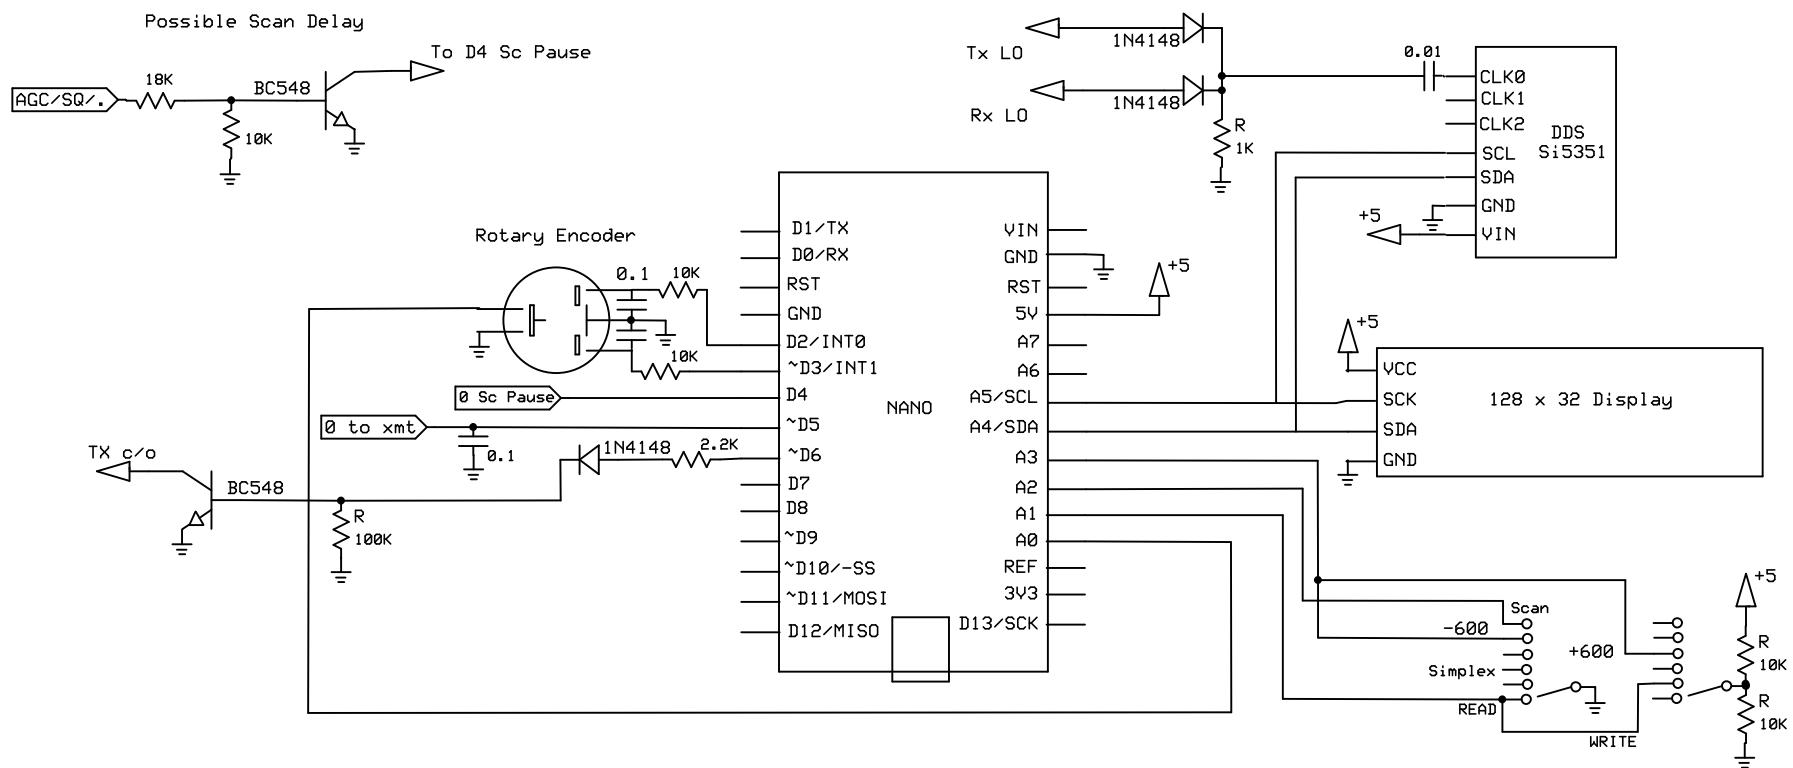 Possible Scan Delay
To D4 Sc Pause
AGC/SQ/.
18K
BC548
10K
Tx LO
1N4148
Rx LO
1N4148
R
1K
0.01
CLK0
CLK1
CLK2
SCL
SDA
GND
VIN
DDS
Si5351
+5
Rotary Encoder
0.1
10K
10K
0 Sc Pause
0 to xmt
0.1
1N4148
2.2K
TX c/o
BC548
R
100K
D1/TX
D0/RX
RST
GND
D2/INT0
~D3/INT1
D4
~D5
~D6
D7
D8
~D9
~D10/-SS
~D11/MOSI
D12/MISO
NANO
VIN
GND
RST
5V
A7
A6
A5/SCL
A4/SDA
A3
A2
A1
A0
REF
3V3
D13/SCK
+5
+5
VCC
SCK
SDA
GND
128 x 32 Display
Scan
-600
Simplex
READ
+600
WRITE
+5
R
10K
R
10K